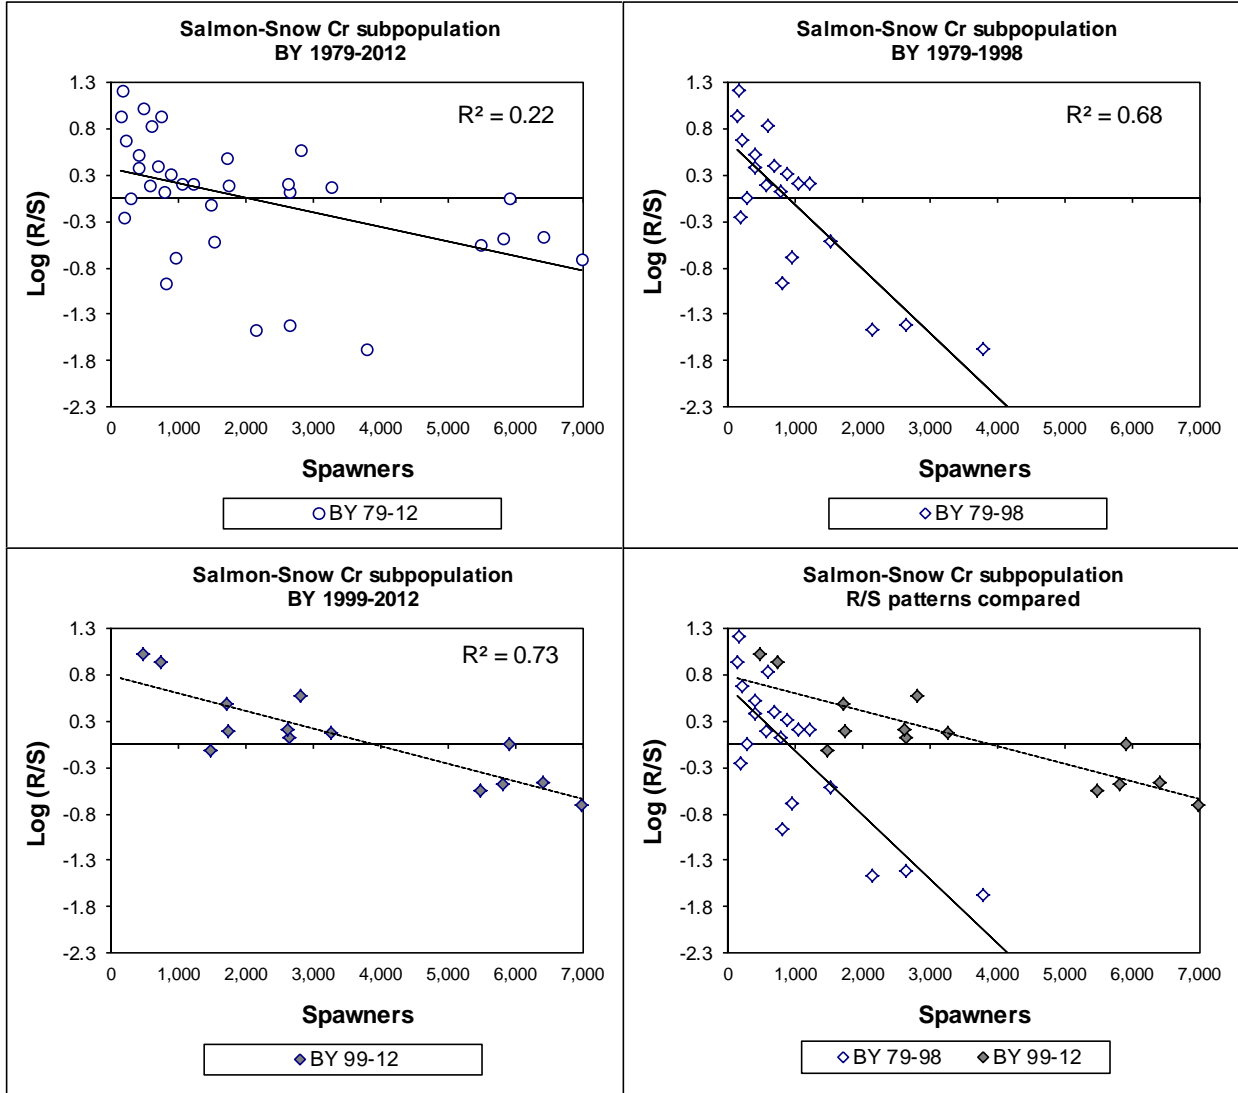 Salmon-Snow Cr subpopulation
BY 1979-2012
1.3
0.8
0.3
-0.3
-0.8
-1.3
-1.8
-2.3
Log (R/S)
R² = 0.22
0 1,000 2,000 3,000 4,000 5,000 6,000 7,000
Spawners
BY 79-12
Salmon-Snow Cr subpopulation
BY 1979-1998
1.3
0.8
0.3
-0.3
-0.8
-1.3
-1.8
-2.3
Log (R/S)
R² = 0.68
0 1,000 2,000 3,000 4,000 5,000 6,000 7,000
Spawners
BY 79-98
Salmon-Snow Cr subpopulation
BY 1999-2012
1.3
0.8
0.3
-0.3
-0.8
-1.3
-1.8
-2.3
Log (R/S)
R² = 0.73
0 1,000 2,000 3,000 4,000 5,000 6,000 7,000
Spawners
BY 99-12
Salmon-Snow Cr subpopulation
R/S patterns compared
1.3
0.8
0.3
-0.3
-0.8
-1.3
-1.8
-2.3
Log (R/S)
0 1,000 2,000 3,000 4,000 5,000 6,000 7,000
Spawners
BY 79-98 BY 99-12